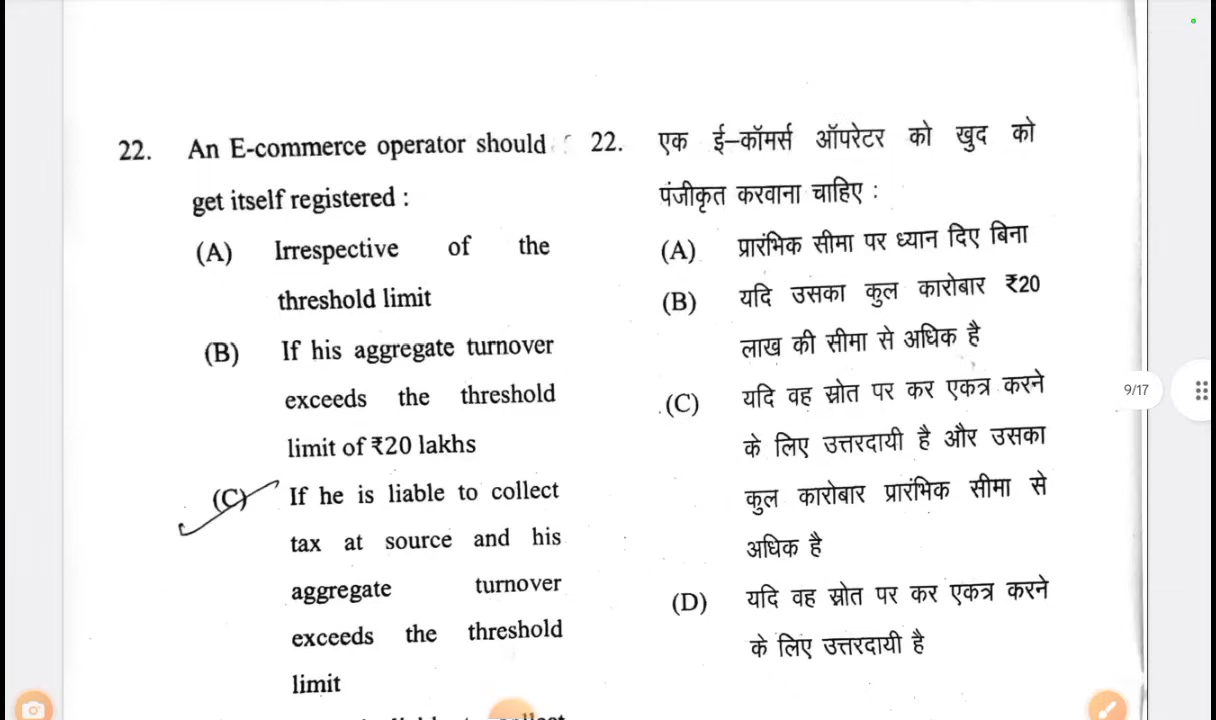 22. An E-commerce operator should
get itself registered :
(A) Irrespective of the
threshold limit
(B) If his aggregate turnover
exceeds the threshold
limit of ₹20 lakhs
(C) If he is liable to collect
tax at source and his
aggregate turnover
exceeds the threshold
limit
22. एक ई–कॉमर्स ऑपरेटर को खुद को
पंजीकृत करवाना चाहिए :
(A) प्रारंभिक सीमा पर ध्यान दिए बिना
(B) यदि उसका कुल कारोबार ₹20
लाख की सीमा से अधिक है
(C) यदि वह स्रोत पर कर एकत्र करने
के लिए उत्तरदायी है और उसका
कुल कारोबार प्रारंभिक सीमा से
अधिक है
(D) यदि वह स्रोत पर कर एकत्र करने
के लिए उत्तरदायी है
9/17